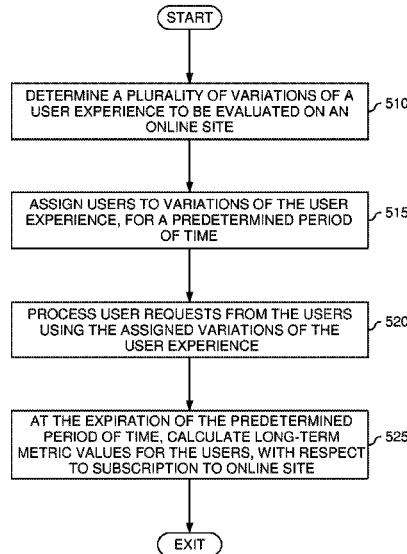 START
DETERMINE A PLURALITY OF VARIATIONS OF A
USER EXPERIENCE TO BE EVALUATED ON AN
ONLINE SITE
510
ASSIGN USERS TO VARIATIONS OF THE USER
EXPERIENCE, FOR A PREDETERMINED PERIOD
OF TIME
515
PROCESS USER REQUESTS FROM THE USERS
USING THE ASSIGNED VARIATIONS OF THE
USER EXPERIENCE
520
AT THE EXPIRATION OF THE PREDETERMINED
PERIOD OF TIME, CALCULATE LONG-TERM
METRIC VALUES FOR THE USERS, WITH RESPECT
TO SUBSCRIPTION TO ONLINE SITE
525
EXIT